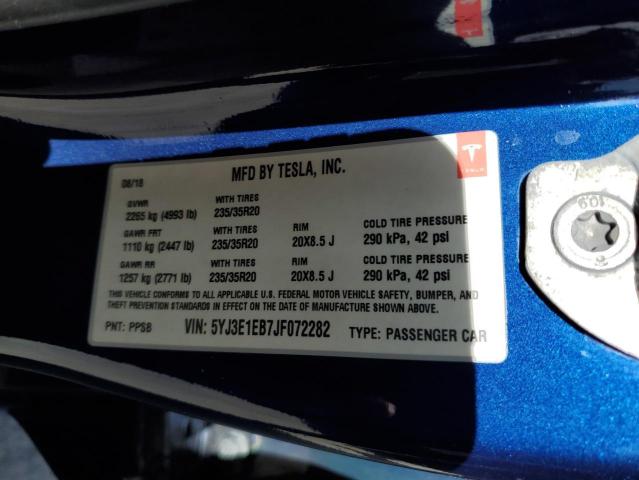 MFD BY TESLA, INC.
TESLA
08/18
GVWR WITH TIRES
2265 kg (4993 lb) 235/35R20
GAWR FRT WITH TIRES RIM COLD TIRE PRESSURE
1110 kg (2447 lb) 235/35R20 20X8.5 J 290 kPa, 42 psi
GAWR RR WITH TIRES RIM COLD TIRE PRESSURE
1257 kg (2771 lb) 235/35R20 20X8.5 J 290 kPa, 42 psi
THIS VEHICLE CONFORMS TO ALL APPLICABLE U.S. FEDERAL MOTOR VEHICLE SAFETY, BUMPER, AND
THEFT PREVENTION STANDARDS IN EFFECT ON THE DATE OF MANUFACTURE SHOWN ABOVE.
PNT: PPSB VIN: 5YJ3E1EB7JF072282 TYPE: PASSENGER CAR